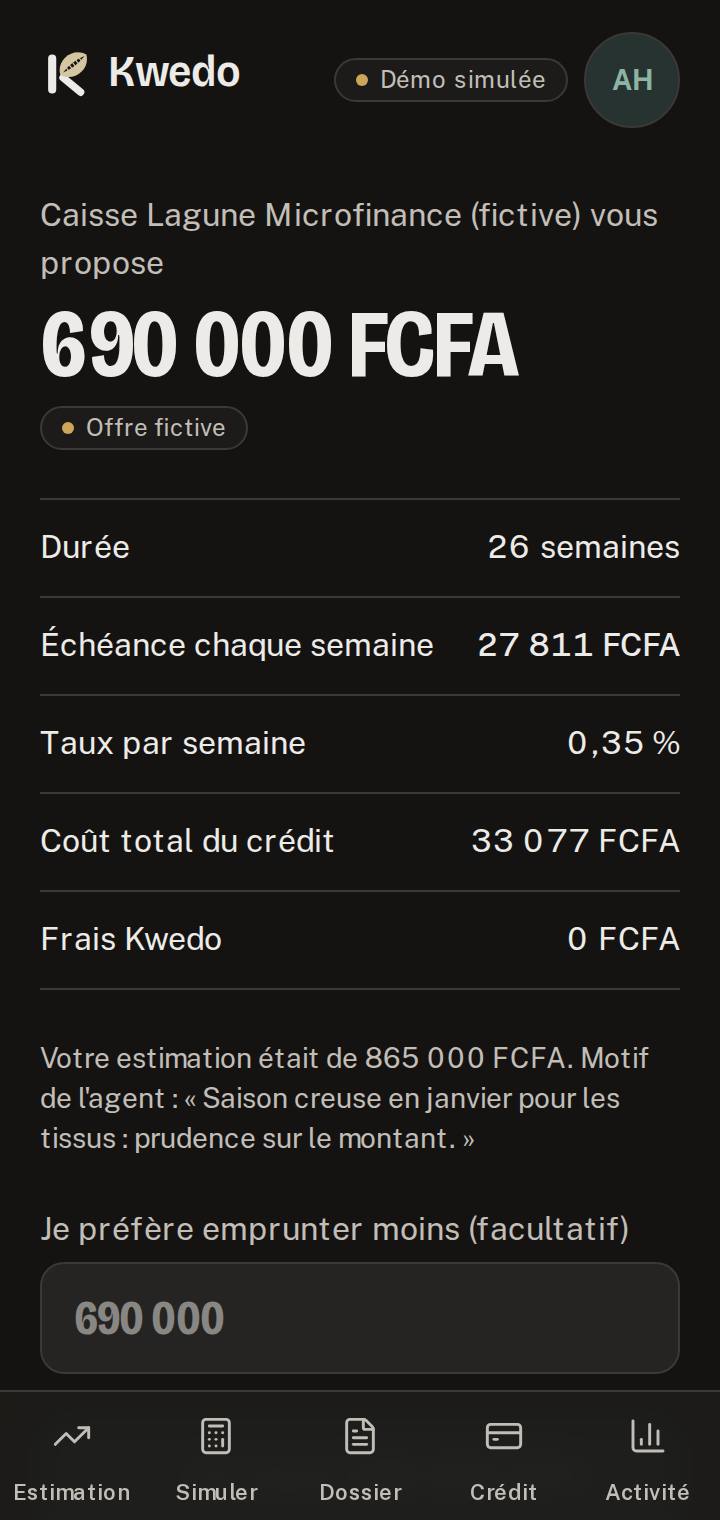 Kwedo
Démo simulée
AH
Caisse Lagune Microfinance (fictive) vous
propose
690 000 FCFA
Offre fictive
Durée 26 semaines
Échéance chaque semaine 27 811 FCFA
Taux par semaine 0,35 %
Coût total du crédit 33 077 FCFA
Frais Kwedo 0 FCFA
Votre estimation était de 865 000 FCFA. Motif
de l'agent : « Saison creuse en janvier pour les
tissus : prudence sur le montant. »
Je préfère emprunter moins (facultatif)
690 000
Estimation Simuler Dossier Crédit Activité